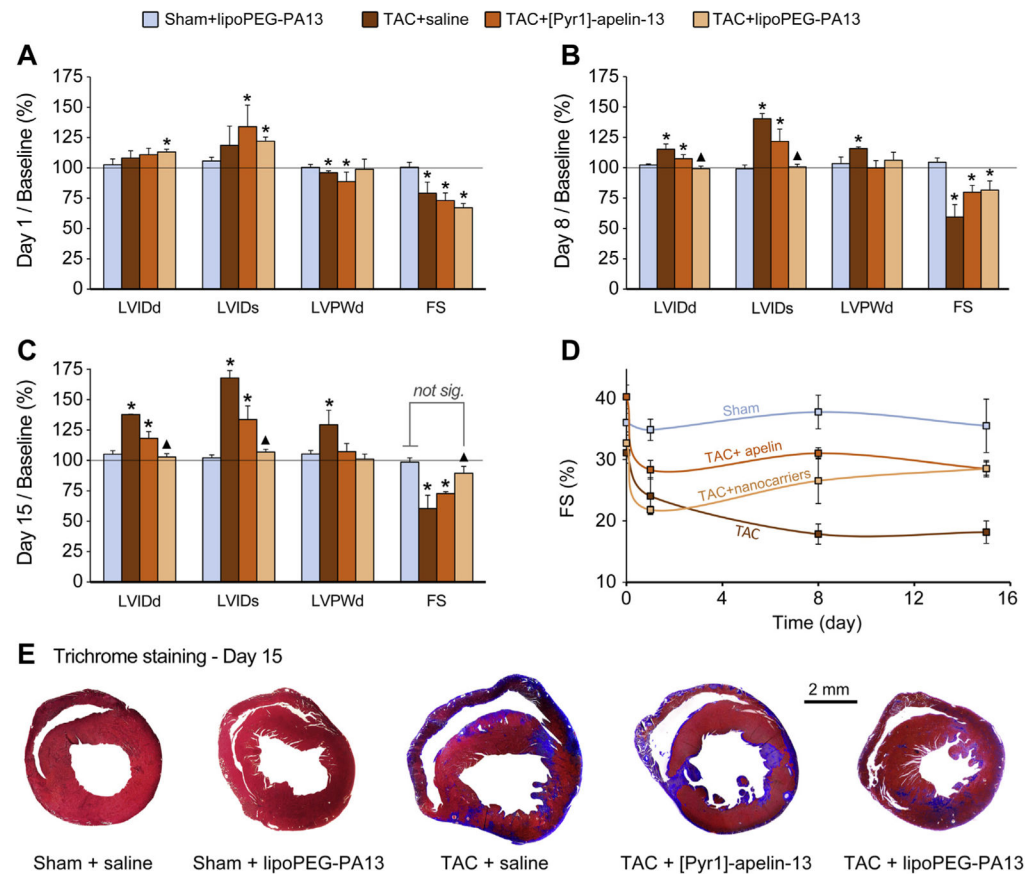 Sham+lipoPEG-PA13 TAC+saline TAC+[Pyr1]-apelin-13 TAC+lipoPEG-PA13
A
Day 1 / Baseline (%)
175
150
125
100
75
50
25
0
* * * * * * * *
LVIDd LVIDs LVPWd FS
B
Day 8 / Baseline (%)
175
150
125
100
75
50
25
0
* * ▲ * * ▲ * * * *
LVIDd LVIDs LVPWd FS
C
Day 15 / Baseline (%)
175
150
125
100
75
50
25
0
* * ▲ * * ▲ * * * ▲
not sig.
LVIDd LVIDs LVPWd FS
D
FS (%)
40
30
20
10
Sham
TAC+ apelin
TAC+nanocarriers
TAC
0 4 8 12 16
Time (day)
E Trichrome staining - Day 15
2 mm
Sham + saline Sham + lipoPEG-PA13 TAC + saline TAC + [Pyr1]-apelin-13 TAC + lipoPEG-PA13